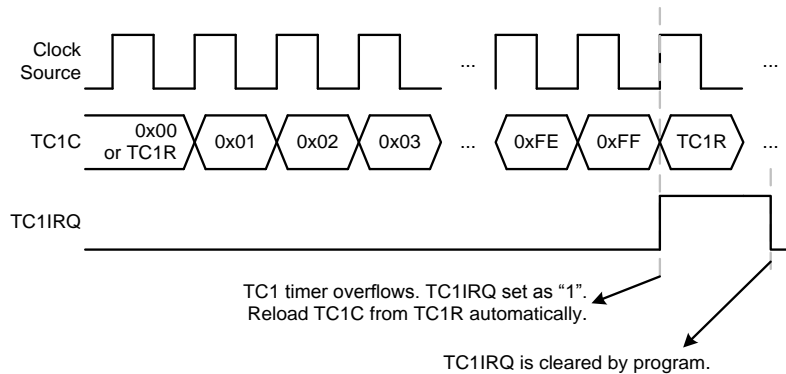 Clock
Source
... ...
TC1C
0x00
or TC1R
0x01
0x02
0x03
...
0xFE
0xFF
TC1R
...
TC1IRQ
TC1 timer overflows. TC1IRQ set as “1”.
Reload TC1C from TC1R automatically.
TC1IRQ is cleared by program.